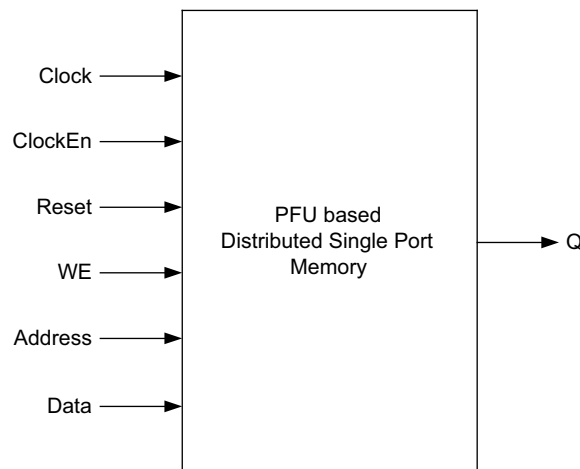 Clock
ClockEn
Reset
WE
Address
Data
PFU based
Distributed Single Port
Memory
Q